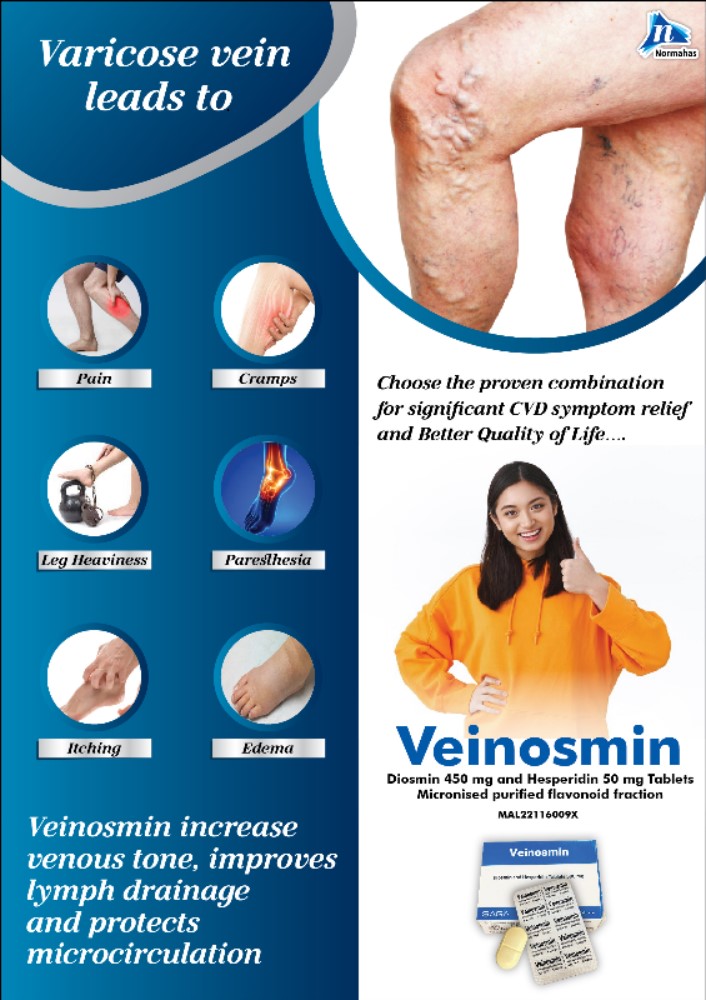 Varicose vein
leads to
n
Normahas
Pain
Cramps
Leg Heaviness
Paresthesia
Itching
Edema
Veinosmin increase
venous tone, improves
lymph drainage
and protects
microcirculation
Choose the proven combination
for significant CVD symptom relief
and Better Quality of Life....
Veinosmin
Diosmin 450 mg and Hesperidin 50 mg Tablets
Micronised purified flavonoid fraction
MAL22116009X
Veinosmin